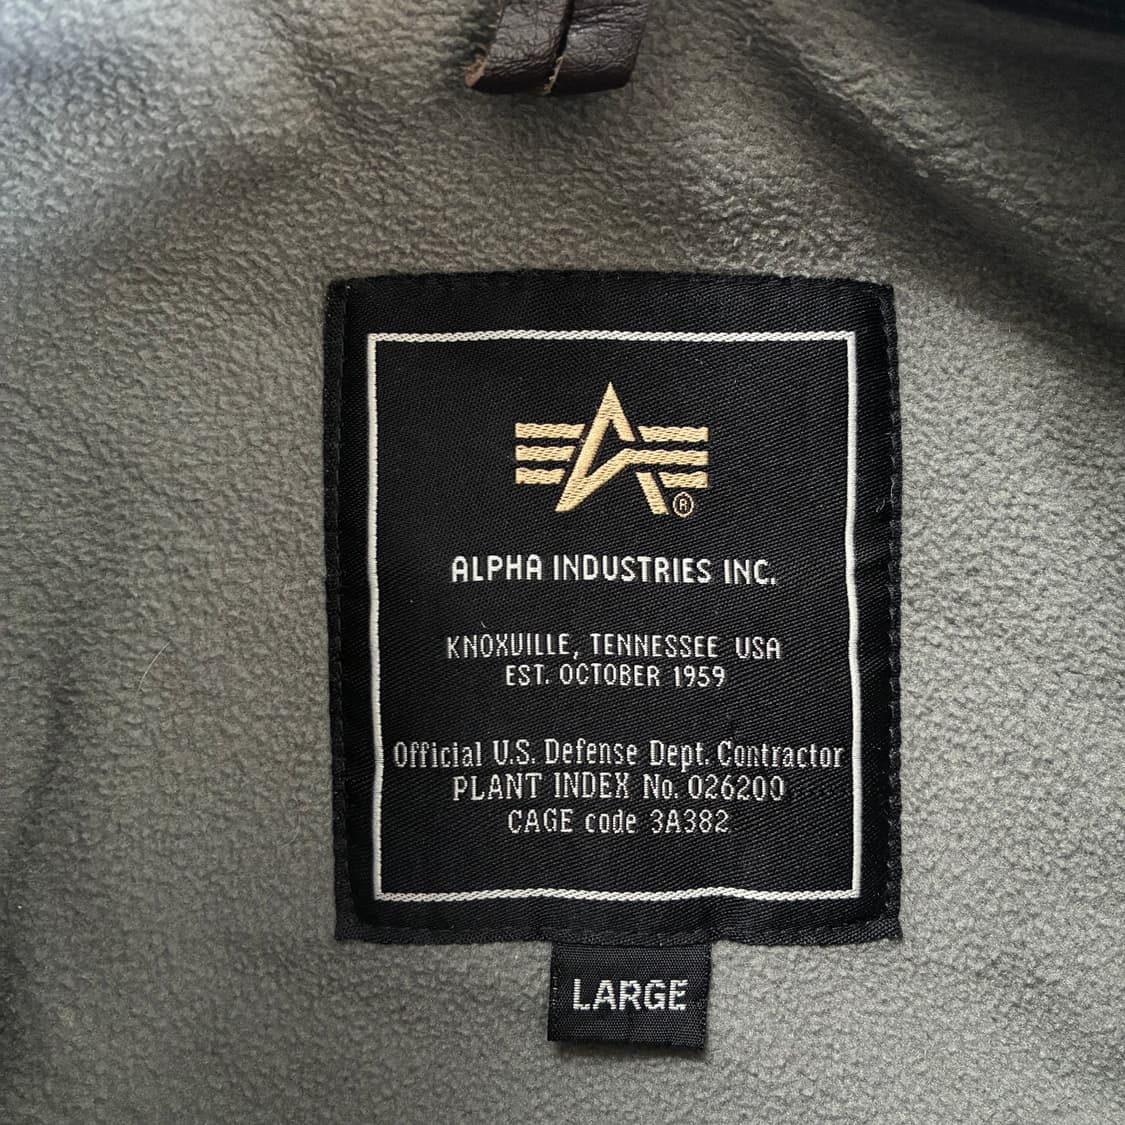 ®
ALPHA INDUSTRIES INC.
KNOXVILLE, TENNESSEE USA
EST. OCTOBER 1959
Official U.S. Defense Dept. Contractor
PLANT INDEX No. 026200
CAGE code 3A382
LARGE